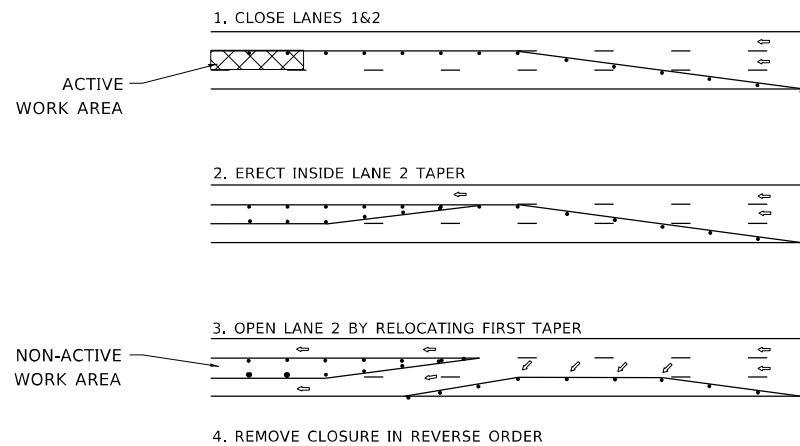 1. CLOSE LANES 1&2
ACTIVE
WORK AREA
2. ERECT INSIDE LANE 2 TAPER
3. OPEN LANE 2 BY RELOCATING FIRST TAPER
NON-ACTIVE
WORK AREA
4. REMOVE CLOSURE IN REVERSE ORDER